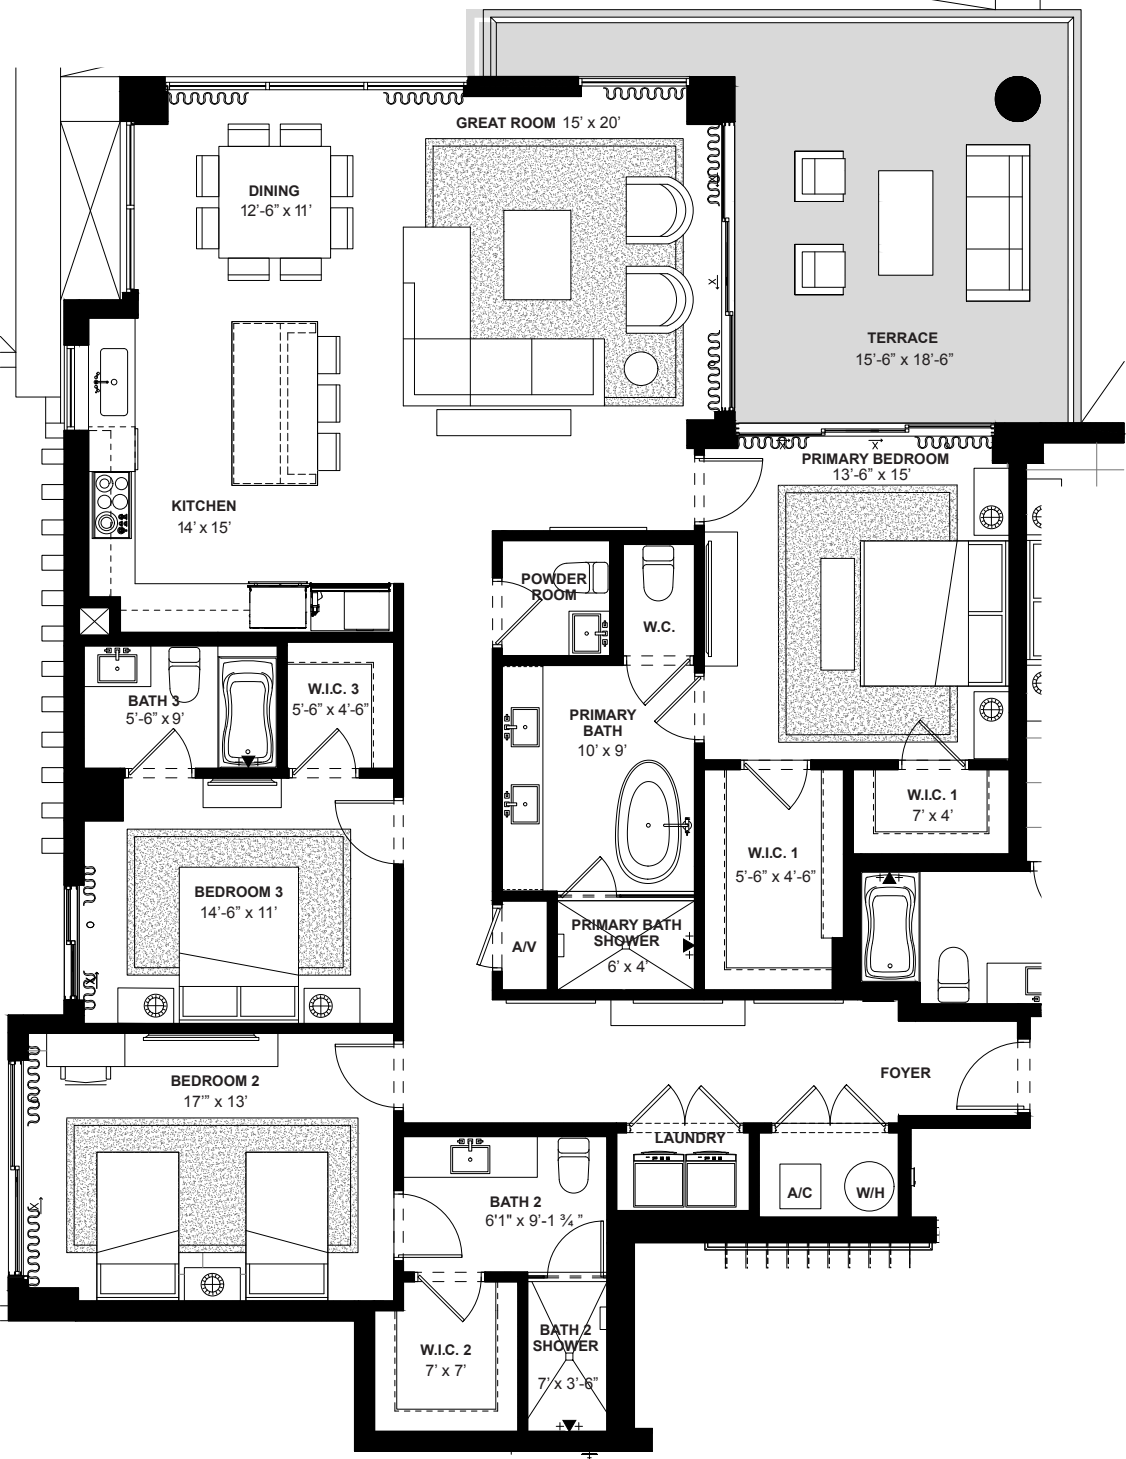 GREAT ROOM 15' x 20'
DINING
12'-6" x 11'
TERRACE
15'-6" x 18'-6"
PRIMARY BEDROOM
13'-6" x 15'
KITCHEN
14' x 15'
POWDER
ROOM
W.C.
BATH 3
5'-6" x 9'
W.I.C. 3
5'-6" x 4'-6"
PRIMARY
BATH
10' x 9'
W.I.C. 1
7' x 4'
W.I.C. 1
5'-6" x 4'-6"
BEDROOM 3
14'-6" x 11'
A/V
PRIMARY BATH
SHOWER
6' x 4'
BEDROOM 2
17'" x 13'
FOYER
LAUNDRY
A/C
W/H
BATH 2
6'1" x 9'-1 ¾ "
W.I.C. 2
7' x 7'
BATH 2
SHOWER
7' x 3'-6"